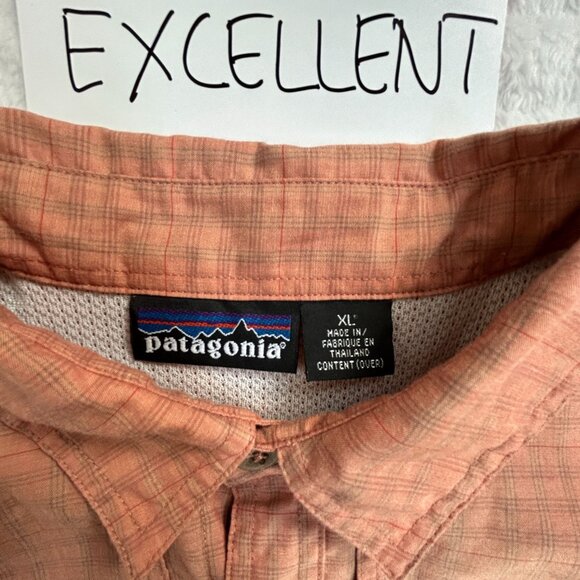 EXCELLENT
patagonia®
XL
MADE IN/
FABRIQUE EN
THAILAND
CONTENT (OVER)